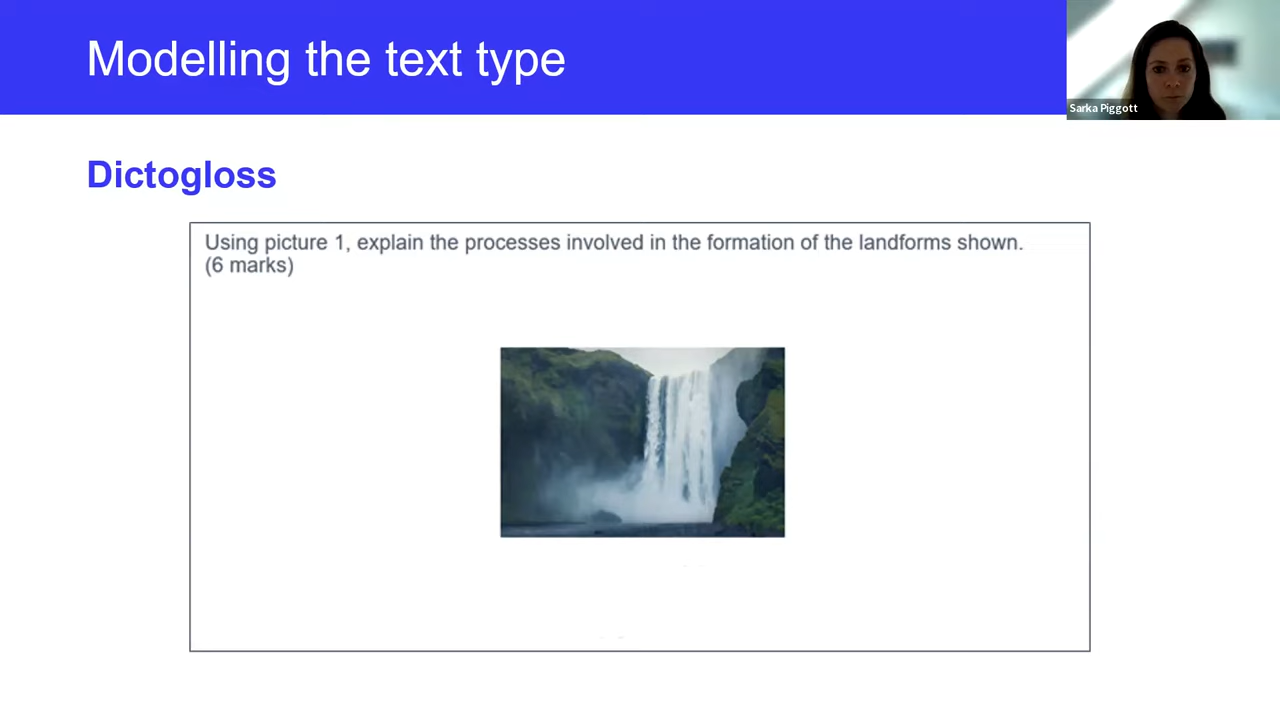 Modelling the text type
Sarka Piggott
Dictogloss
Using picture 1, explain the processes involved in the formation of the landforms shown.
(6 marks)